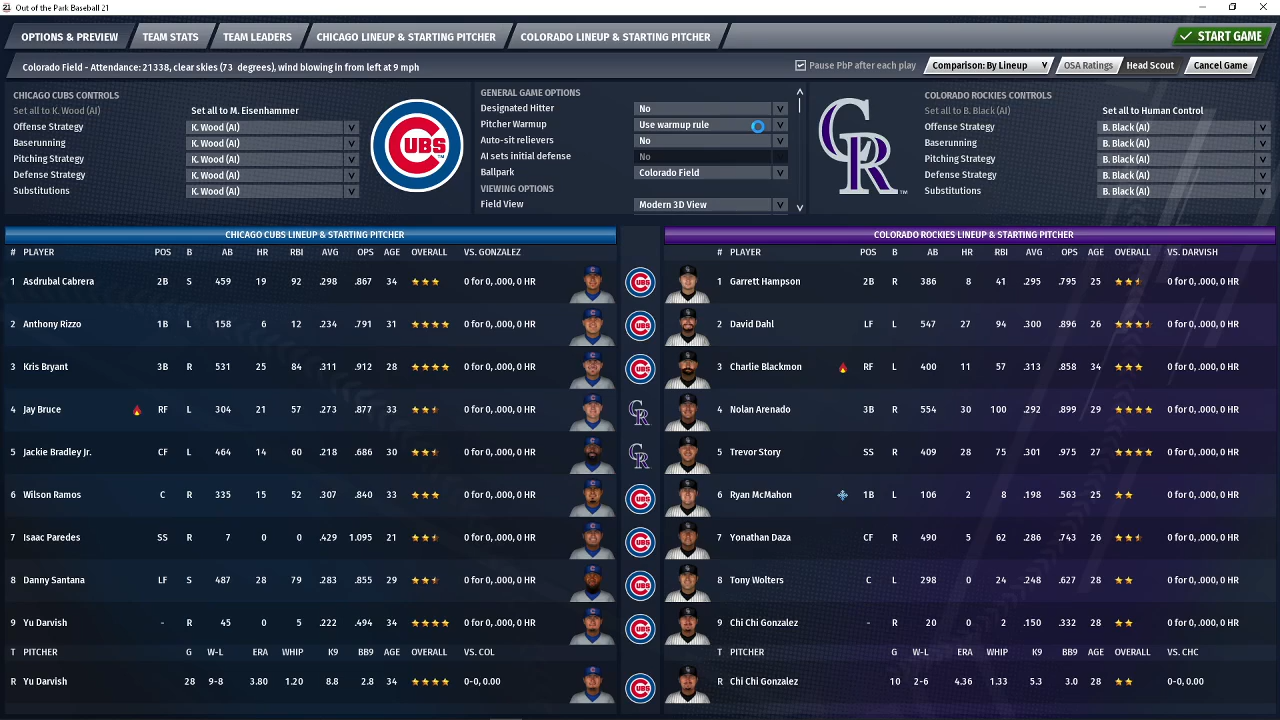 Out of the Park Baseball 21
OPTIONS & PREVIEW TEAM STATS TEAM LEADERS CHICAGO LINEUP & STARTING PITCHER COLORADO LINEUP & STARTING PITCHER START GAME
Colorado Field - Attendance: 21338, clear skies (73 degrees), wind blowing in from left at 9 mph Pause PbP after each play Comparison: By Lineup OSA Ratings Head Scout Cancel Game
CHICAGO CUBS CONTROLS
Set all to K. Wood (AI) Set all to M. Eisenhammer
Offense Strategy K. Wood (AI)
Baserunning K. Wood (AI)
Pitching Strategy K. Wood (AI)
Defense Strategy K. Wood (AI)
Substitutions K. Wood (AI)
CUBS
GENERAL GAME OPTIONS
Designated Hitter No
Pitcher Warmup Use warmup rule
Auto-sit relievers No
AI sets initial defense No
Ballpark Colorado Field
VIEWING OPTIONS
Field View Modern 3D View
CR
COLORADO ROCKIES CONTROLS
Set all to B. Black (AI) Set all to Human Control
Offense Strategy B. Black (AI)
Baserunning B. Black (AI)
Pitching Strategy B. Black (AI)
Defense Strategy B. Black (AI)
Substitutions B. Black (AI)
CHICAGO CUBS LINEUP & STARTING PITCHER
# PLAYER POS B AB HR RBI AVG OPS AGE OVERALL VS. GONZALEZ
1 Asdrubal Cabrera 2B S 459 19 92 .298 .867 34 0 for 0, .000, 0 HR
2 Anthony Rizzo 1B L 158 6 12 .234 .791 31 0 for 0, .000, 0 HR
3 Kris Bryant 3B R 531 25 84 .311 .912 28 0 for 0, .000, 0 HR
4 Jay Bruce RF L 304 21 57 .273 .877 33 0 for 0, .000, 0 HR
5 Jackie Bradley Jr. CF L 464 14 60 .218 .686 30 0 for 0, .000, 0 HR
6 Wilson Ramos C R 335 15 52 .307 .840 33 0 for 0, .000, 0 HR
7 Isaac Paredes SS R 7 0 0 .429 1.095 21 0 for 0, .000, 0 HR
8 Danny Santana LF S 487 28 79 .283 .855 29 0 for 0, .000, 0 HR
9 Yu Darvish - R 45 0 5 .222 .494 34 0 for 0, .000, 0 HR
T PITCHER G W-L ERA WHIP K9 BB9 AGE OVERALL VS. COL
R Yu Darvish 28 9-8 3.80 1.20 8.8 2.8 34 0-0, 0.00
COLORADO ROCKIES LINEUP & STARTING PITCHER
# PLAYER POS B AB HR RBI AVG OPS AGE OVERALL VS. DARVISH
1 Garrett Hampson 2B R 386 8 41 .295 .795 25 0 for 0, .000, 0 HR
2 David Dahl LF L 547 27 94 .300 .896 26 0 for 0, .000, 0 HR
3 Charlie Blackmon RF L 400 11 57 .313 .858 34 0 for 0, .000, 0 HR
4 Nolan Arenado 3B R 554 30 100 .292 .899 29 0 for 0, .000, 0 HR
5 Trevor Story SS R 409 28 75 .301 .975 27 0 for 0, .000, 0 HR
6 Ryan McMahon 1B L 106 2 8 .198 .563 25 0 for 0, .000, 0 HR
7 Yonathan Daza CF R 490 5 62 .286 .743 26 0 for 0, .000, 0 HR
8 Tony Wolters C L 298 0 24 .248 .627 28 0 for 0, .000, 0 HR
9 Chi Chi Gonzalez - R 20 0 2 .150 .332 28 0 for 0, .000, 0 HR
T PITCHER G W-L ERA WHIP K9 BB9 AGE OVERALL VS. CHC
R Chi Chi Gonzalez 10 2-6 4.36 1.33 5.3 3.0 28 0-0, 0.00